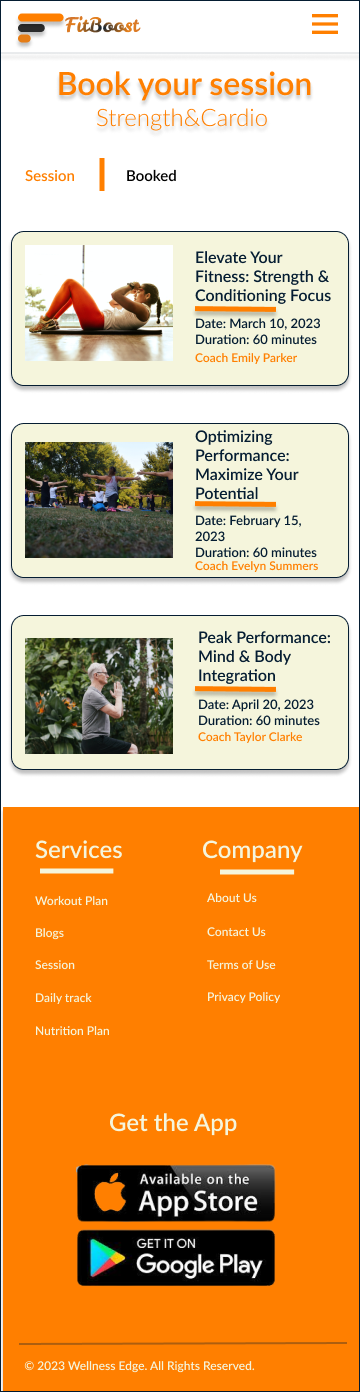 FitBoost
Book your session
Strength&Cardio
Session
Booked
Elevate Your
Fitness: Strength &
Conditioning Focus
Date: March 10, 2023
Duration: 60 minutes
Coach Emily Parker
Optimizing
Performance:
Maximize Your
Potential
Date: February 15,
2023
Duration: 60 minutes
Coach Evelyn Summers
Peak Performance:
Mind & Body
Integration
Date: April 20, 2023
Duration: 60 minutes
Coach Taylor Clarke
Services
Workout Plan
Blogs
Session
Daily track
Nutrition Plan
Company
About Us
Contact Us
Terms of Use
Privacy Policy
Get the App
Available on the
App Store
GET IT ON
Google Play
© 2023 Wellness Edge. All Rights Reserved.